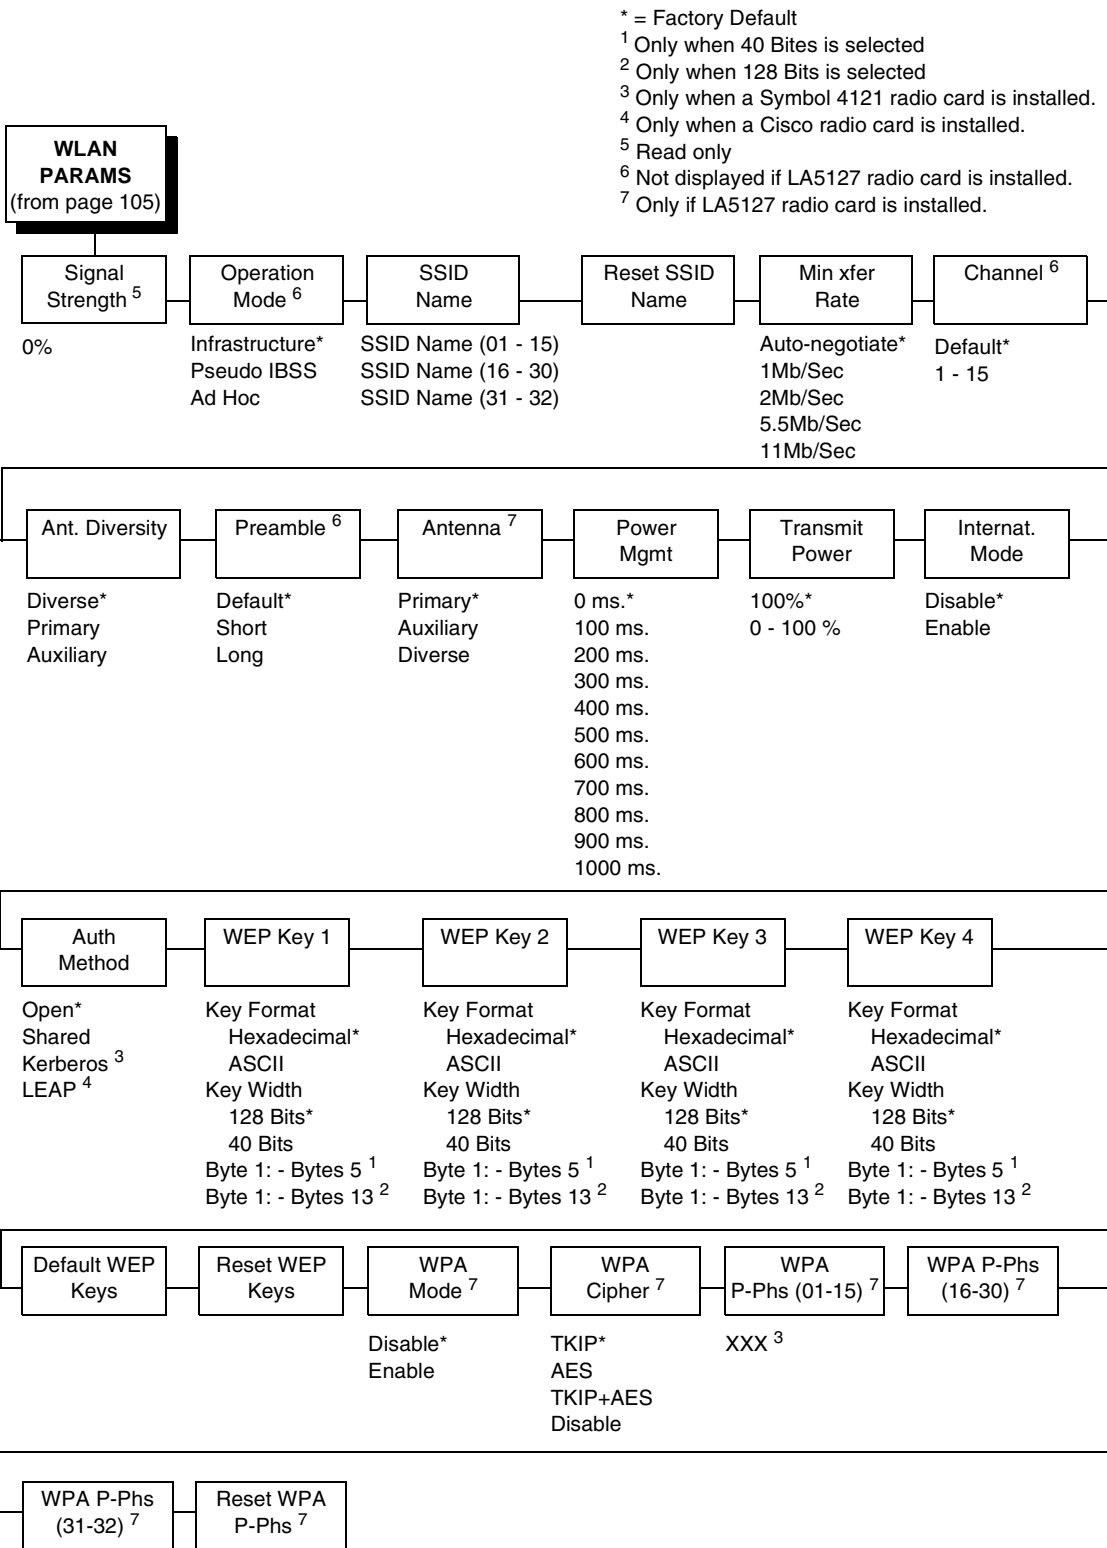 * = Factory Default
1 Only when 40 Bites is selected
2 Only when 128 Bits is selected
3 Only when a Symbol 4121 radio card is installed.
4 Only when a Cisco radio card is installed.
5 Read only
6 Not displayed if LA5127 radio card is installed.
7 Only if LA5127 radio card is installed.
WLAN
PARAMS
(from page 105)
Signal
Strength 5
0%
Operation
Mode 6
Infrastructure*
Pseudo IBSS
Ad Hoc
SSID
Name
SSID Name (01 - 15)
SSID Name (16 - 30)
SSID Name (31 - 32)
Reset SSID
Name
Min xfer
Rate
Auto-negotiate*
1Mb/Sec
2Mb/Sec
5.5Mb/Sec
11Mb/Sec
Channel 6
Default*
1 - 15
Ant. Diversity
Diverse*
Primary
Auxiliary
Preamble 6
Default*
Short
Long
Antenna 7
Primary*
Auxiliary
Diverse
Power
Mgmt
0 ms.*
100 ms.
200 ms.
300 ms.
400 ms.
500 ms.
600 ms.
700 ms.
800 ms.
900 ms.
1000 ms.
Transmit
Power
100%*
0 - 100 %
Internat.
Mode
Disable*
Enable
Auth
Method
Open*
Shared
Kerberos 3
LEAP 4
WEP Key 1
Key Format
Hexadecimal*
ASCII
Key Width
128 Bits*
40 Bits
Byte 1: - Bytes 5 1
Byte 1: - Bytes 13 2
WEP Key 2
Key Format
Hexadecimal*
ASCII
Key Width
128 Bits*
40 Bits
Byte 1: - Bytes 5 1
Byte 1: - Bytes 13 2
WEP Key 3
Key Format
Hexadecimal*
ASCII
Key Width
128 Bits*
40 Bits
Byte 1: - Bytes 5 1
Byte 1: - Bytes 13 2
WEP Key 4
Key Format
Hexadecimal*
ASCII
Key Width
128 Bits*
40 Bits
Byte 1: - Bytes 5 1
Byte 1: - Bytes 13 2
Default WEP
Keys
Reset WEP
Keys
WPA
Mode 7
Disable*
Enable
WPA
Cipher 7
TKIP*
AES
TKIP+AES
Disable
WPA
P-Phs (01-15) 7
XXX 3
WPA P-Phs
(16-30) 7
WPA P-Phs
(31-32) 7
Reset WPA
P-Phs 7